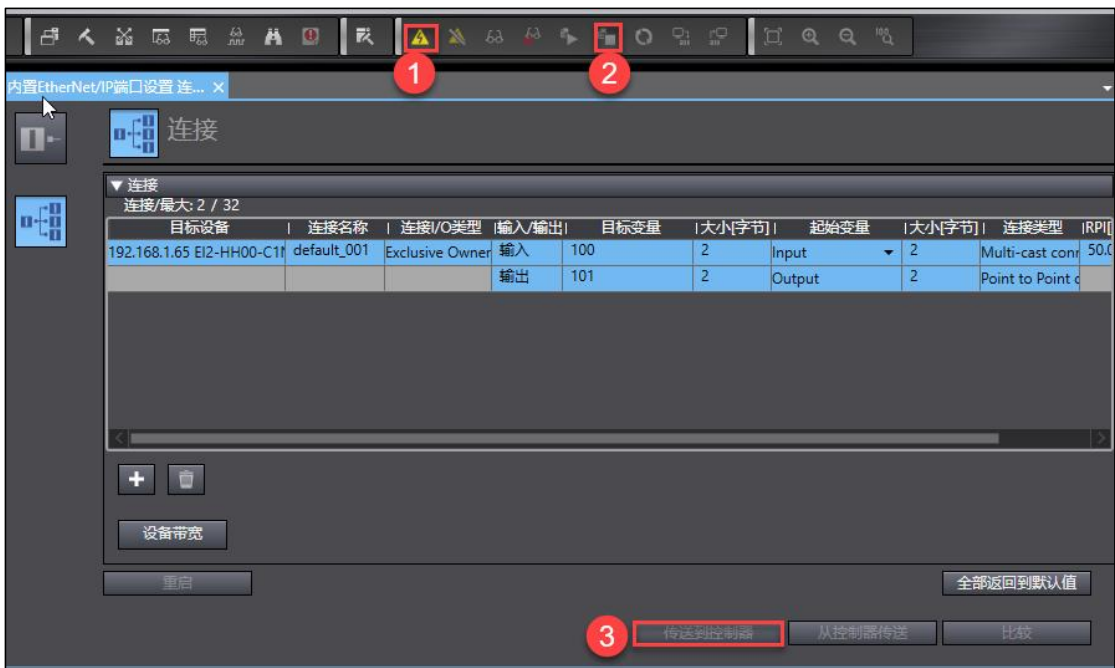 1
2
内置EtherNet/IP端口设置 连... ×
连接
▼ 连接
连接/最大: 2 / 32
目标设备 连接名称 连接I/O类型 输入/输出 目标变量 大小[字节] 起始变量 大小[字节] 连接类型 RPI[
192.168.1.65 EI2-HH00-C1 default_001 Exclusive Owner 输入 100 2 Input 2 Multi-cast conn 50.0
输出 101 2 Output 2 Point to Point c
+
设备带宽
重启 全部返回到默认值
3 传送到控制器 从控制器传送 比较